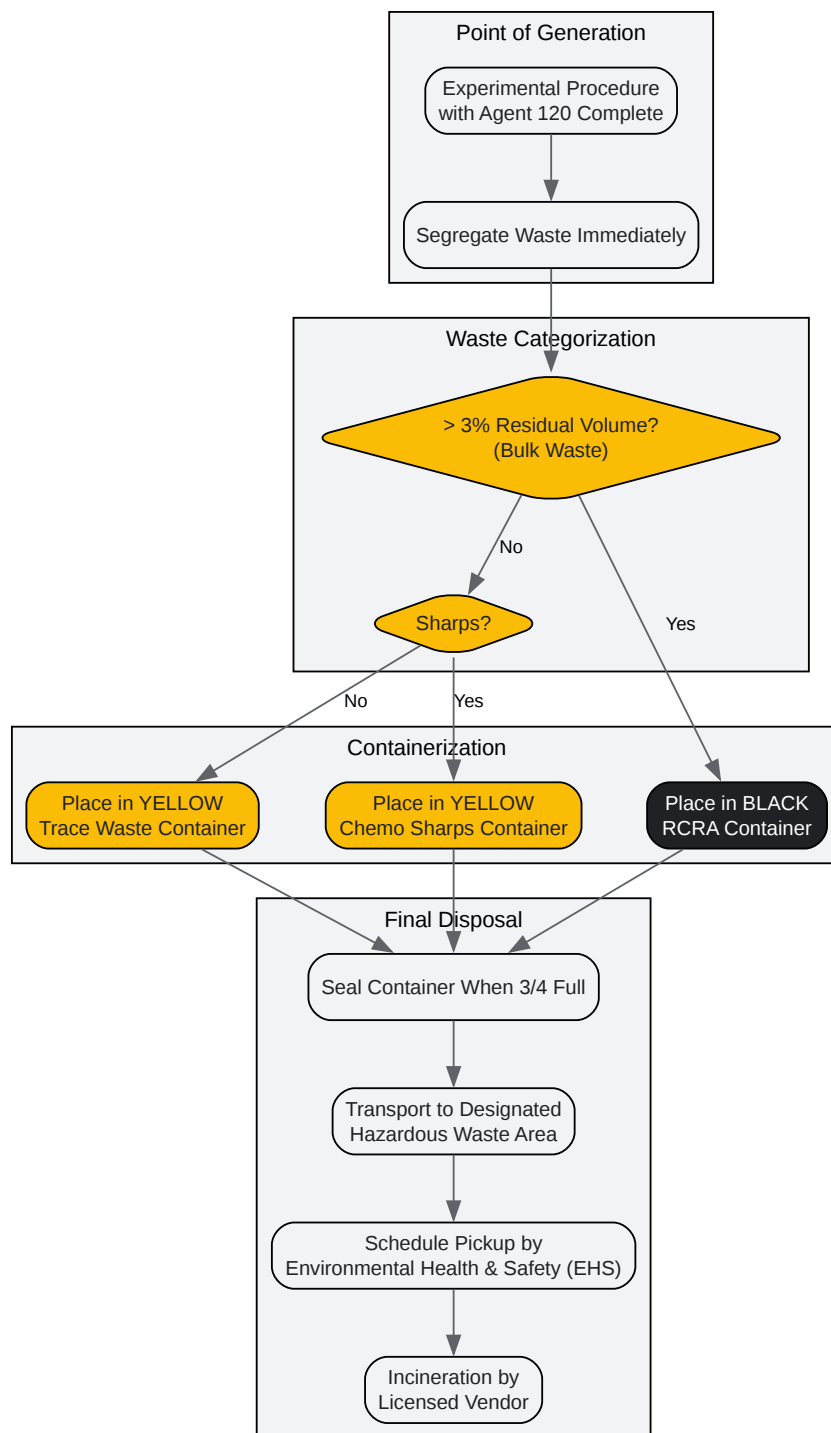 Point of Generation
Experimental Procedure
with Agent 120 Complete
Segregate Waste Immediately
Waste Categorization
> 3% Residual Volume?
(Bulk Waste)
No
Sharps?
Yes
No
Yes
Containerization
Place in YELLOW
Trace Waste Container
Place in YELLOW
Chemo Sharps Container
Place in BLACK
RCRA Container
Final Disposal
Seal Container When 3/4 Full
Transport to Designated
Hazardous Waste Area
Schedule Pickup by
Environmental Health & Safety (EHS)
Incineration by
Licensed Vendor